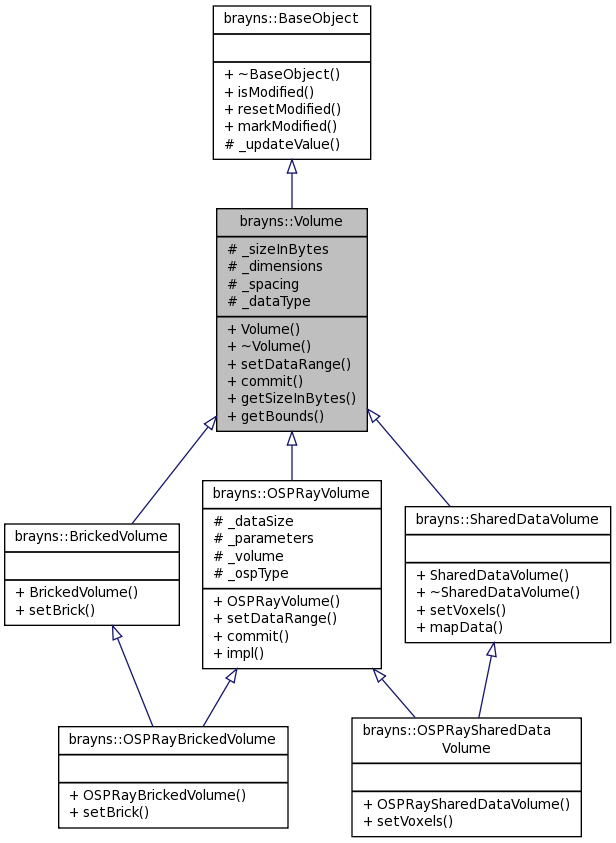 brayns::BaseObject
+ ~BaseObject()
+ isModified()
+ resetModified()
+ markModified()
# _updateValue()
brayns::Volume
# _sizeInBytes
# _dimensions
# _spacing
# _dataType
+ Volume()
+ ~Volume()
+ setDataRange()
+ commit()
+ getSizeInBytes()
+ getBounds()
brayns::BrickedVolume
+ BrickedVolume()
+ setBrick()
brayns::OSPRayVolume
# _dataSize
# _parameters
# _volume
# _ospType
+ OSPRayVolume()
+ setDataRange()
+ commit()
+ impl()
brayns::SharedDataVolume
+ SharedDataVolume()
+ ~SharedDataVolume()
+ setVoxels()
+ mapData()
brayns::OSPRayBrickedVolume
+ OSPRayBrickedVolume()
+ setBrick()
brayns::OSPRaySharedData
Volume
+ OSPRaySharedDataVolume()
+ setVoxels()